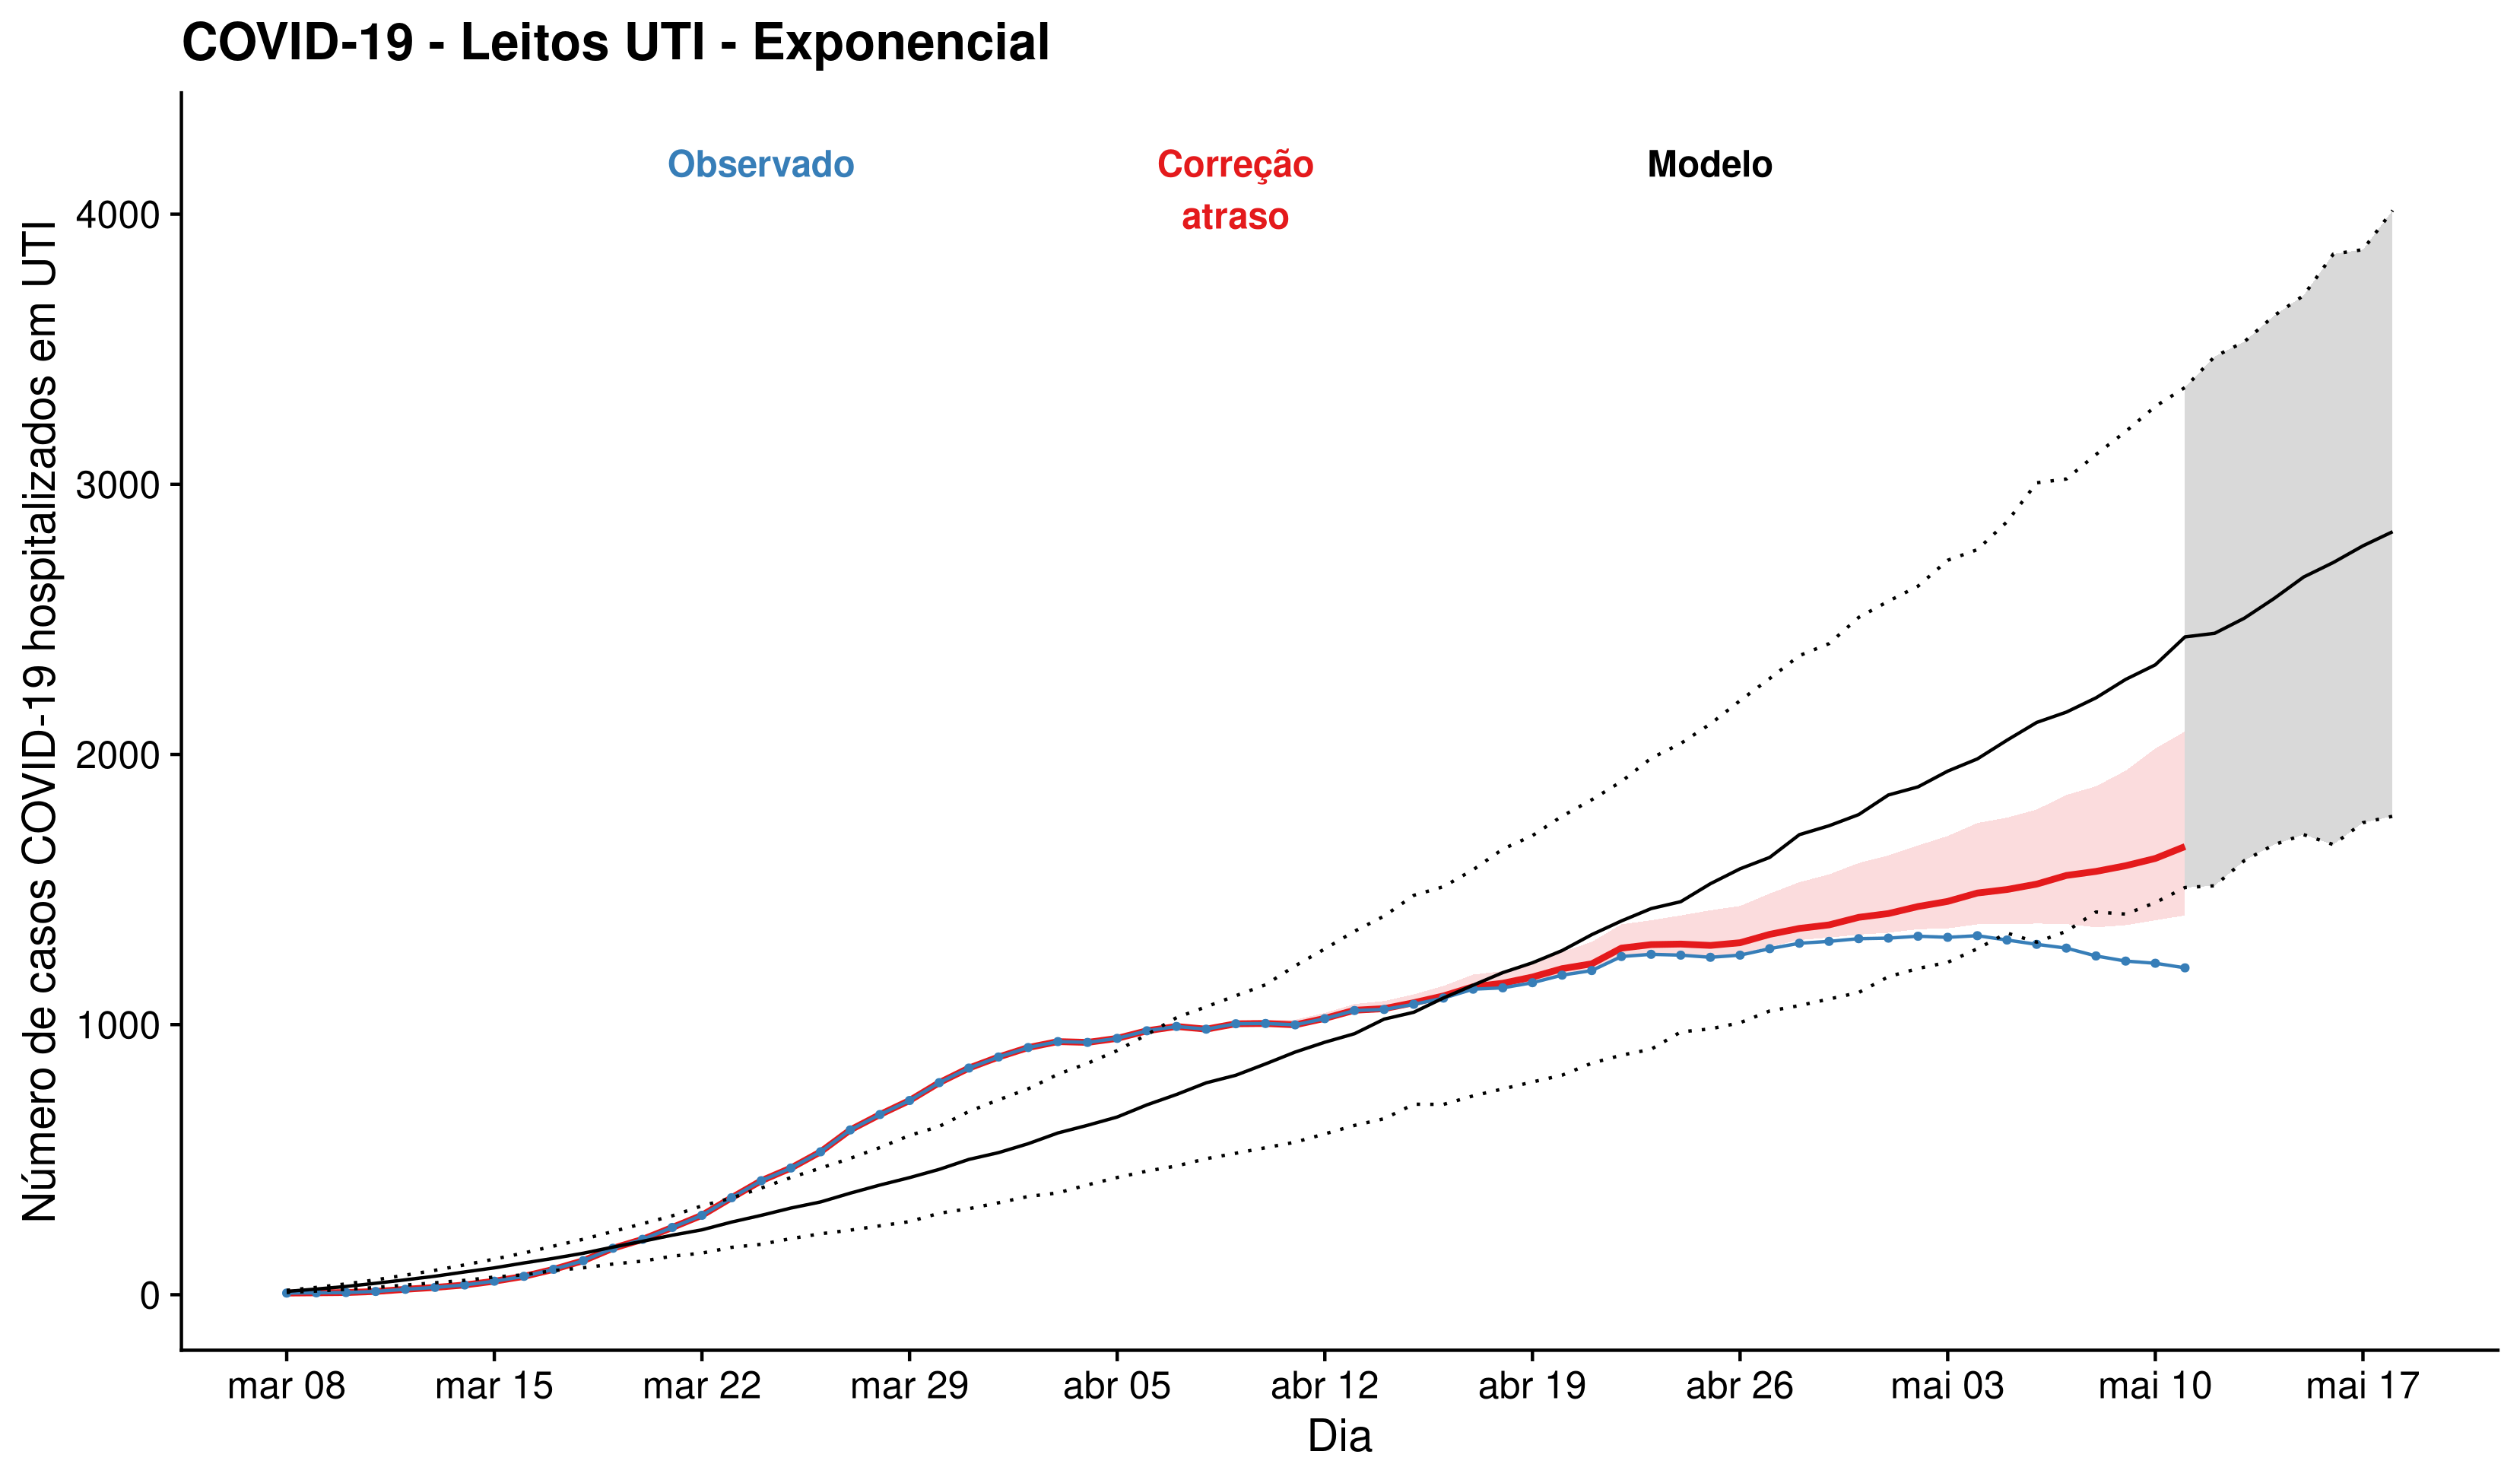 COVID-19 - Leitos UTI - Exponencial
Observado
Correção
atraso
Modelo
Número de casos COVID-19 hospitalizados em UTI
4000
3000
2000
1000
0
mar 08
mar 15
mar 22
mar 29
abr 05
abr 12
abr 19
abr 26
mai 03
mai 10
mai 17
Dia